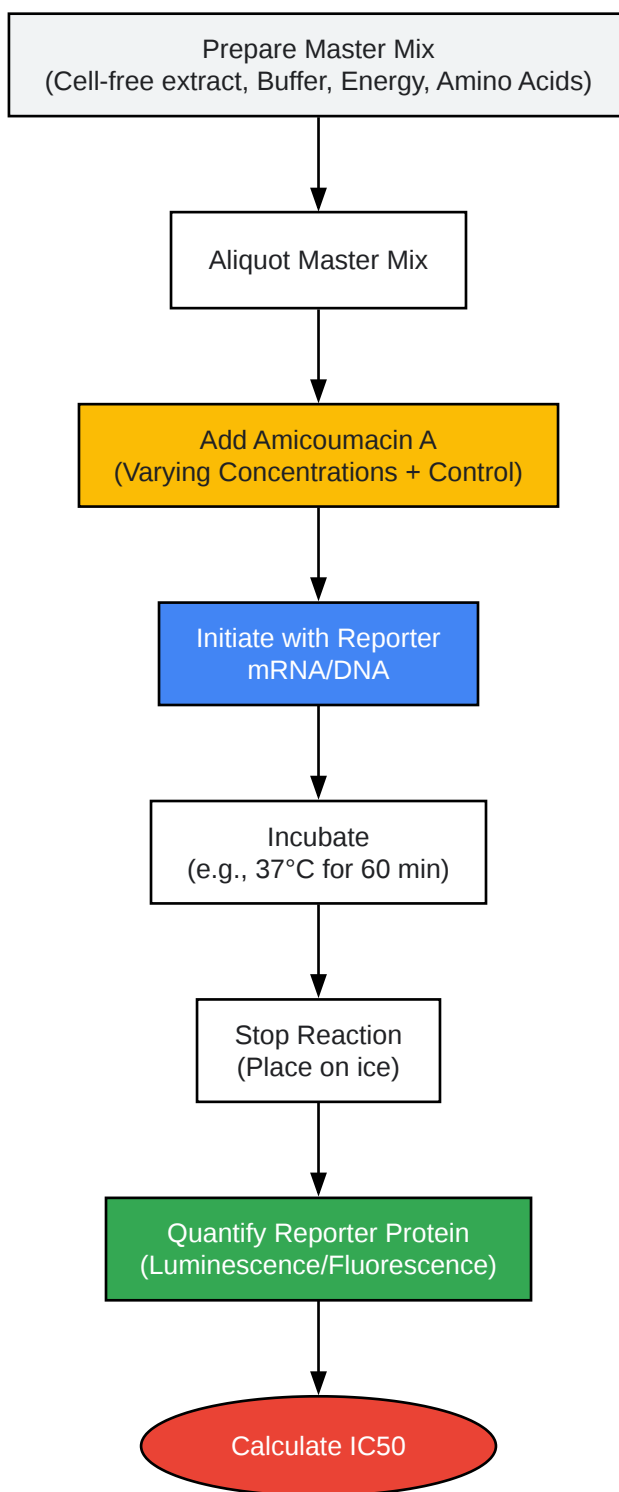 Prepare Master Mix
(Cell-free extract, Buffer, Energy, Amino Acids)
Aliquot Master Mix
Add Amicoumacin A
(Varying Concentrations + Control)
Initiate with Reporter
mRNA/DNA
Incubate
(e.g., 37°C for 60 min)
Stop Reaction
(Place on ice)
Quantify Reporter Protein
(Luminescence/Fluorescence)
Calculate IC50